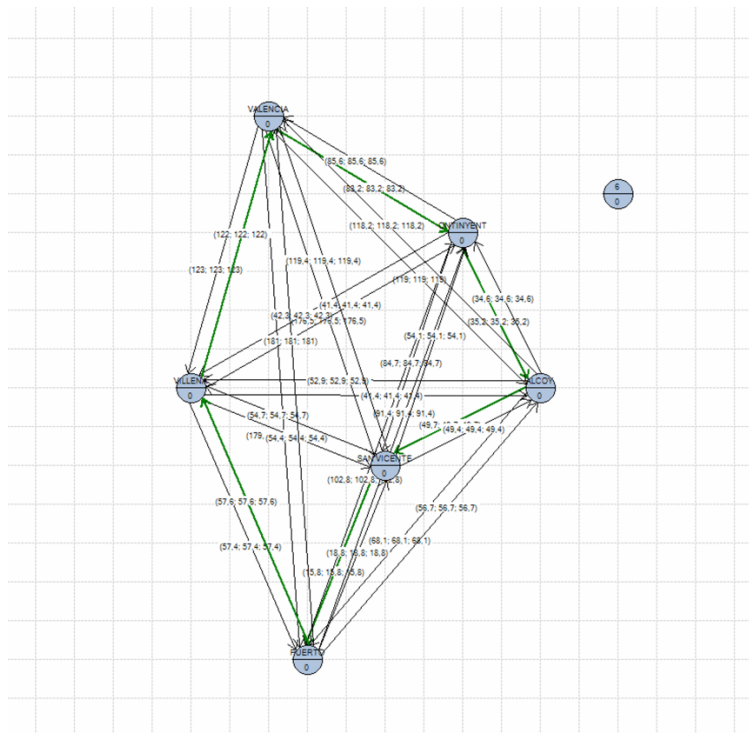 VALENCIA
0
(85,6; 85,6; 85,6)
(83,2; 83,2; 83,2)
6
0
(118,2; 118,2; 118,2)
ONTINYENT
0
(122; 122; 122)
(119,4; 119,4; 119,4)
(123; 123; 123)
(119; 119; 119)
(34,6; 34,6; 34,6)
(41,4; 41,4; 41,4)
(42,3; 42,3; 42,3)
176,5; 176,5; 176,5)
(35,2; 35,2; 35,2)
(54,1; 54,1; 54,1)
(181; 181; 181)
(84,7; 84,7; 84,7)
VILLENA
0
(52,9; 52,9; 52,9)
ALCOY
0
(41,4; 41,4; 41,4)
(54,7; 54,7; 54,7)
(91,4; 91,4; 91,4)
(49,7;
(49,4; 49,4; 49,4)
(179,
(54,4; 54,4; 54,4)
SAN VICENTE
0
(102,8; 102,8;
(57,6; 57,6; 57,6)
(56,7; 56,7; 56,7)
(57,4; 57,4; 57,4)
(68,1; 68,1; 68,1)
(18,8; 18,8; 18,8)
(15,8; 15,8; 15,8)
PUERTO
0